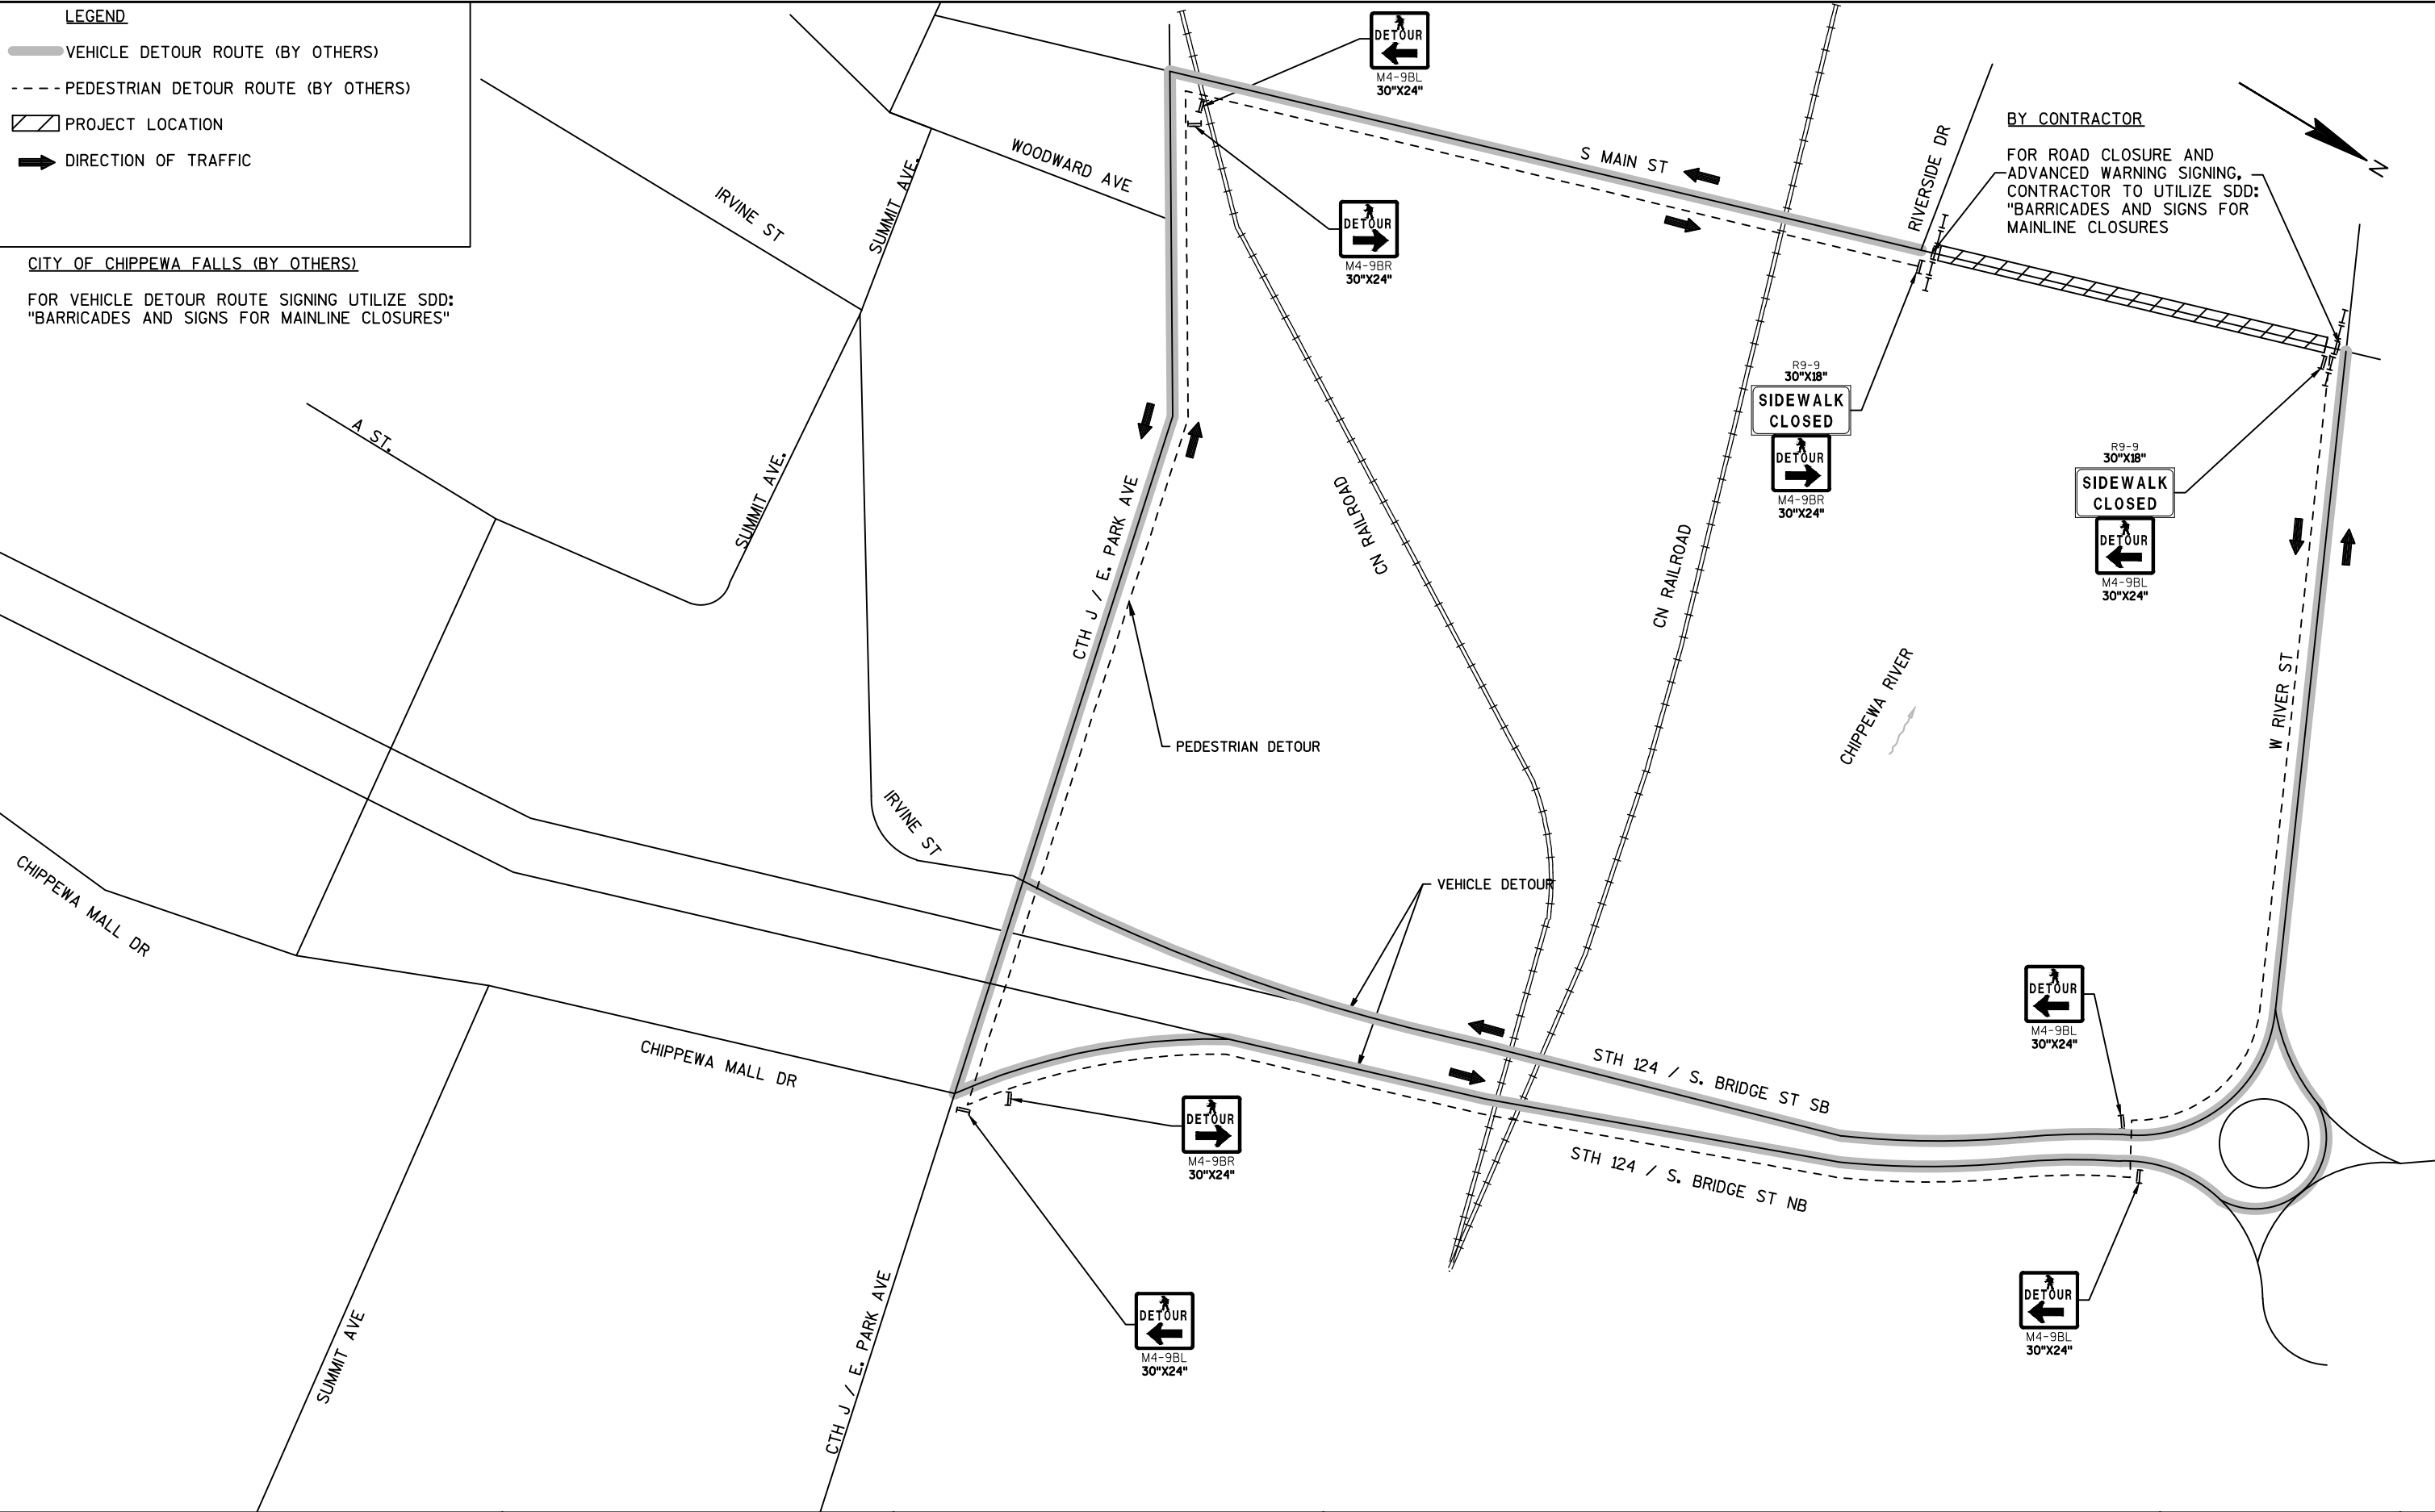 LEGEND
VEHICLE DETOUR ROUTE (BY OTHERS)
PEDESTRIAN DETOUR ROUTE (BY OTHERS)
PROJECT LOCATION
DIRECTION OF TRAFFIC
CITY OF CHIPPEWA FALLS (BY OTHERS)
FOR VEHICLE DETOUR ROUTE SIGNING UTILIZE SDD:
"BARRICADES AND SIGNS FOR MAINLINE CLOSURES"
DETOUR
M4-9BL
30"X24"
BY CONTRACTOR
FOR ROAD CLOSURE AND
ADVANCED WARNING SIGNING,
CONTRACTOR TO UTILIZE SDD:
"BARRICADES AND SIGNS FOR
MAINLINE CLOSURES
N
WOODWARD AVE
S MAIN ST
RIVERSIDE DR
IRVINE ST
SUMMIT AVE.
DETOUR
M4-9BR
30"X24"
R9-9
30"X18"
SIDEWALK
CLOSED
DETOUR
M4-9BR
30"X24"
R9-9
30"X18"
SIDEWALK
CLOSED
DETOUR
M4-9BL
30"X24"
A ST.
SUMMIT AVE.
CTH J / E. PARK AVE
CN RAILROAD
CN RAILROAD
CHIPPEWA RIVER
W RIVER ST
PEDESTRIAN DETOUR
IRVINE ST
VEHICLE DETOUR
CHIPPEWA MALL DR
DETOUR
M4-9BL
30"X24"
CHIPPEWA MALL DR
STH 124 / S. BRIDGE ST SB
DETOUR
M4-9BR
30"X24"
STH 124 / S. BRIDGE ST NB
DETOUR
M4-9BL
30"X24"
DETOUR
M4-9BL
30"X24"
SUMMIT AVE
CTH J / E. PARK AVE